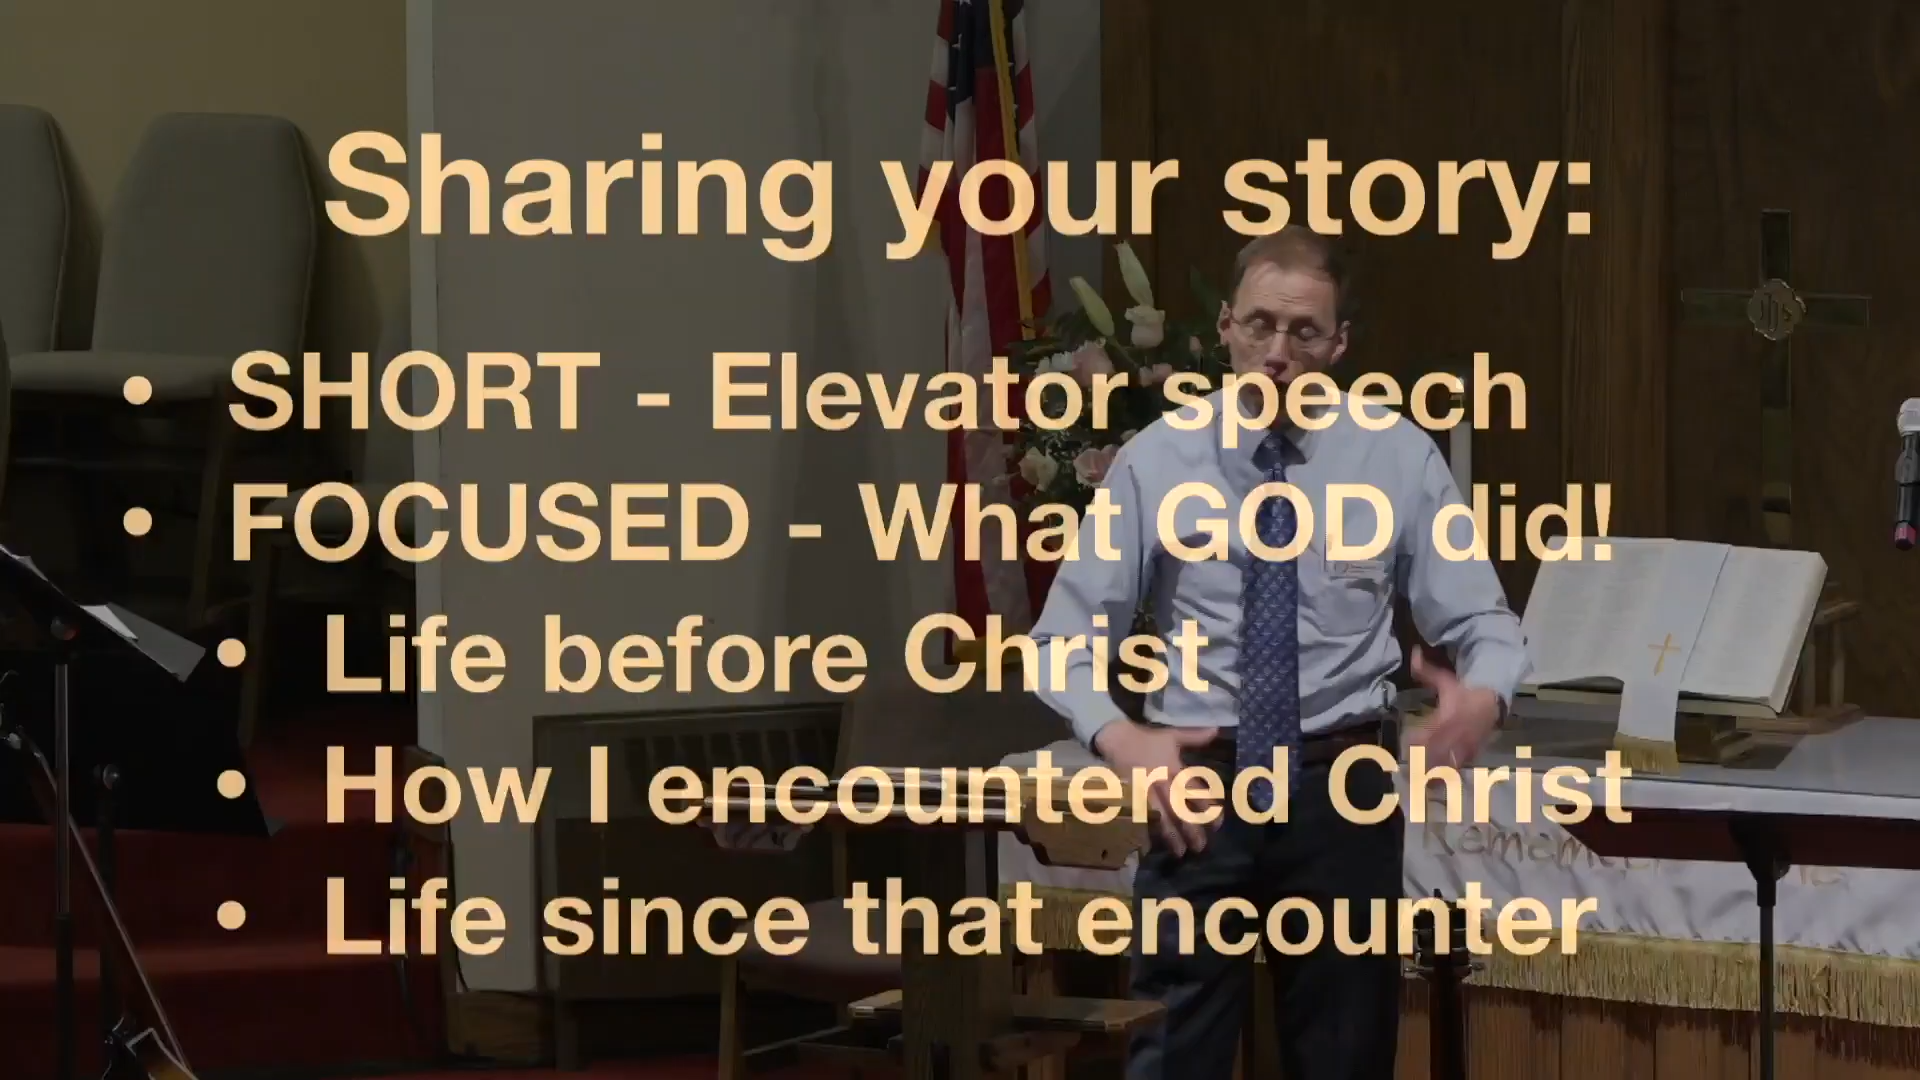 Sharing your story:
• SHORT - Elevator speech
• FOCUSED - What GOD did!
• Life before Christ
• How I encountered Christ
• Life since that encounter
IHS